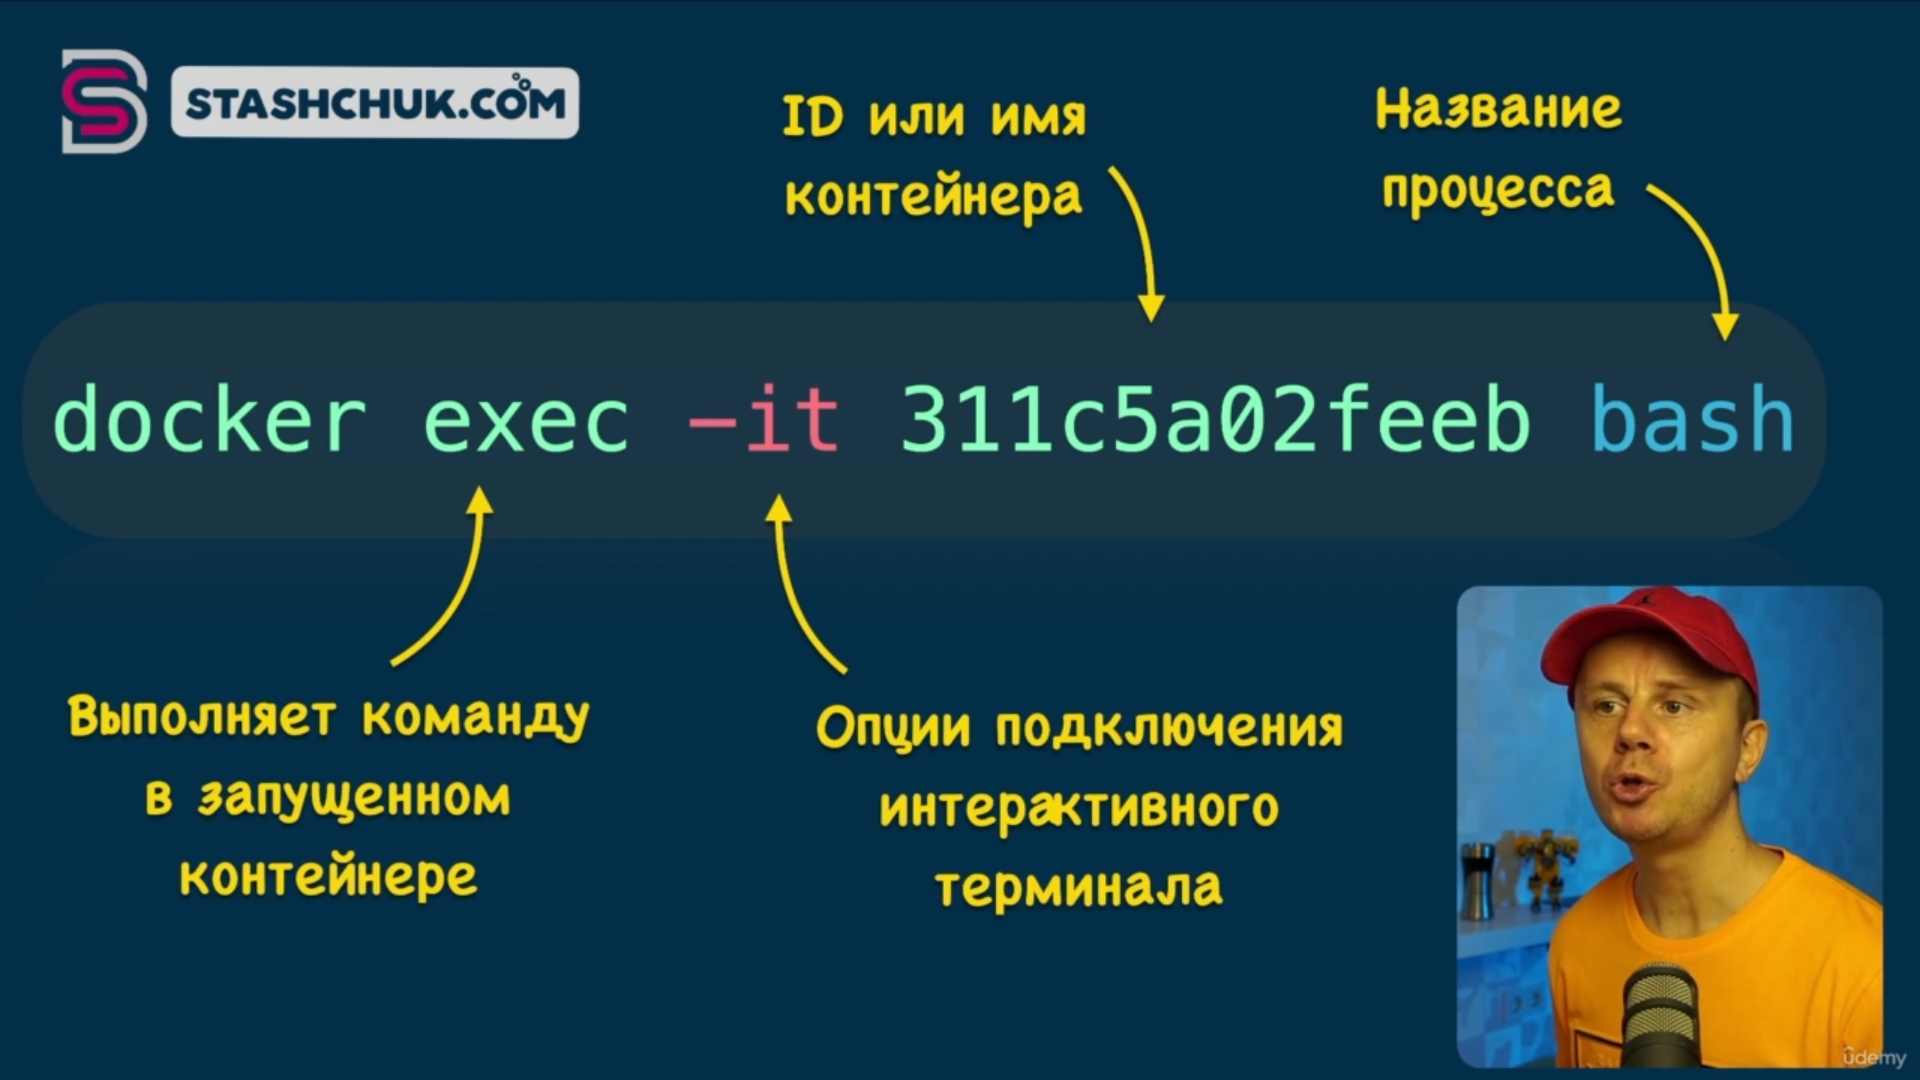 STASHCHUK.COM
ID или имя
контейнера
Название
процесса
docker exec -it 311c5a02feeb bash
Выполняет команду
в запущенном
контейнере
Опции подключения
интерактивного
терминала
ûdemy